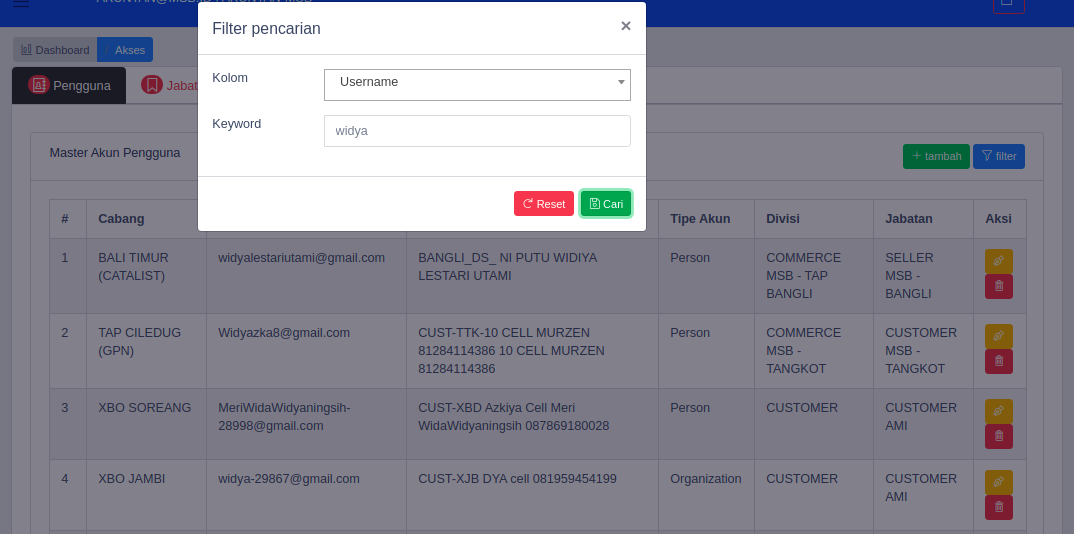 Filter pencarian
×
Dashboard / Akses
Kolom
Username
Pengguna
Jabat
Keyword
widya
Master Akun Pengguna
+ tambah
filter
Reset
Cari
# Cabang Tipe Akun Divisi Jabatan Aksi
1 BALI TIMUR widyalestariutami@gmail.com BANGLI_DS_ NI PUTU WIDIYA Person COMMERCE SELLER
(CATALIST) LESTARI UTAMI MSB - TAP MSB -
BANGLI BANGLI
2 TAP CILEDUG Widyazka8@gmail.com CUST-TTK-10 CELL MURZEN Person COMMERCE CUSTOMER
(GPN) 81284114386 10 CELL MURZEN MSB - MSB -
81284114386 TANGKOT TANGKOT
3 XBO SOREANG MeriWidaWidyaningsih- CUST-XBD Azkiya Cell Meri Person CUSTOMER CUSTOMER
28998@gmail.com WidaWidyaningsih 087869180028 AMI
4 XBO JAMBI widya-29867@gmail.com CUST-XJB DYA cell 081959454199 Organization CUSTOMER CUSTOMER
AMI